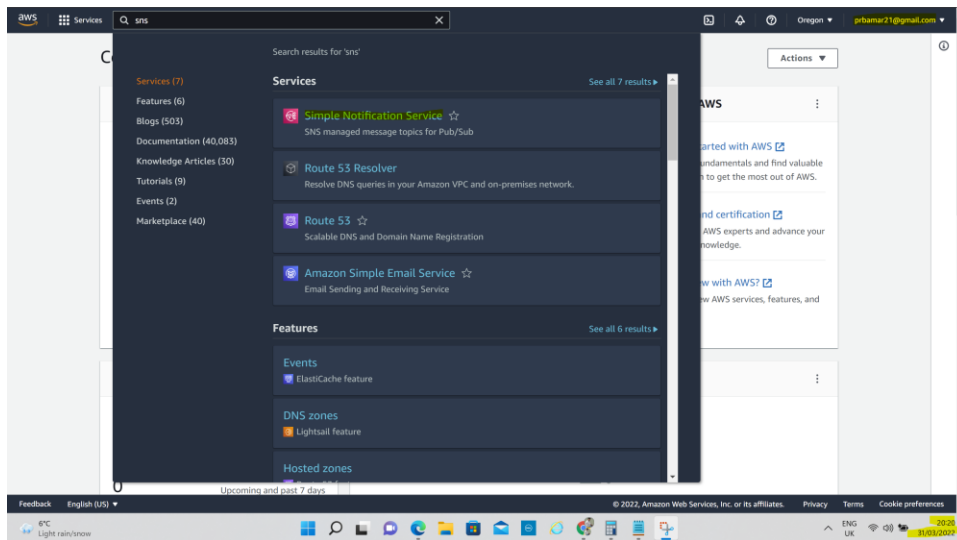 aws
Services
sns
Oregon
prbamar21@gmail.com
Search results for 'sns'
Services (7)
Features (6)
Blogs (503)
Documentation (40,083)
Knowledge Articles (30)
Tutorials (9)
Events (2)
Marketplace (40)
Services
See all 7 results
Simple Notification Service
SNS managed message topics for Pub/Sub
Route 53 Resolver
Resolve DNS queries in your Amazon VPC and on-premises network.
Route 53
Scalable DNS and Domain Name Registration
Amazon Simple Email Service
Email Sending and Receiving Service
Features
See all 6 results
Events
ElastiCache feature
DNS zones
Lightsail feature
Hosted zones
Actions
AWS
arted with AWS
undamentals and find valuable
to get the most out of AWS.
nd certification
AWS experts and advance your
nowledge.
w with AWS?
ew AWS services, features, and
0
Upcoming and past 7 days
Feedback
English (US)
© 2022, Amazon Web Services, Inc. or its affiliates.
Privacy
Terms
Cookie preferences
6°C
Light rain/snow
ENG
UK
20:20
31/03/2022